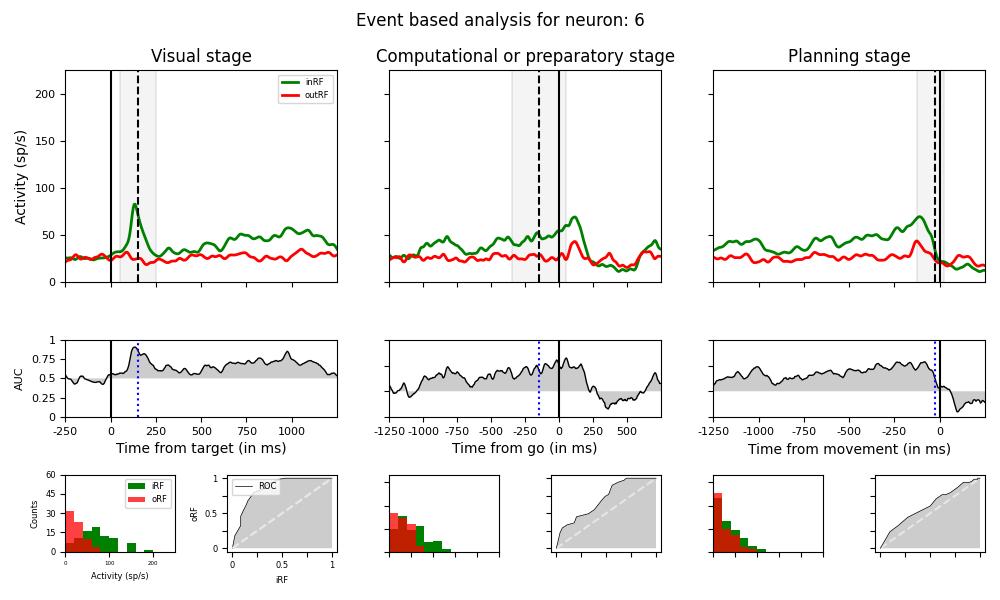 Event based analysis for neuron: 6
Visual stage
Computational or preparatory stage
Planning stage
Activity (sp/s)
200
150
100
50
0
inRF
outRF
AUC
1
0.75
0.5
0.25
0
-250 0 250 500 750 1000
-1250 -1000 -750 -500 -250 0 250 500
-1250 -1000 -750 -500 -250 0
Time from target (in ms)
Time from go (in ms)
Time from movement (in ms)
Counts
60
45
30
15
0
iRF
oRF
0 100 200
Activity (sp/s)
oRF
1
0.5
0
ROC
0 0.5 1
iRF